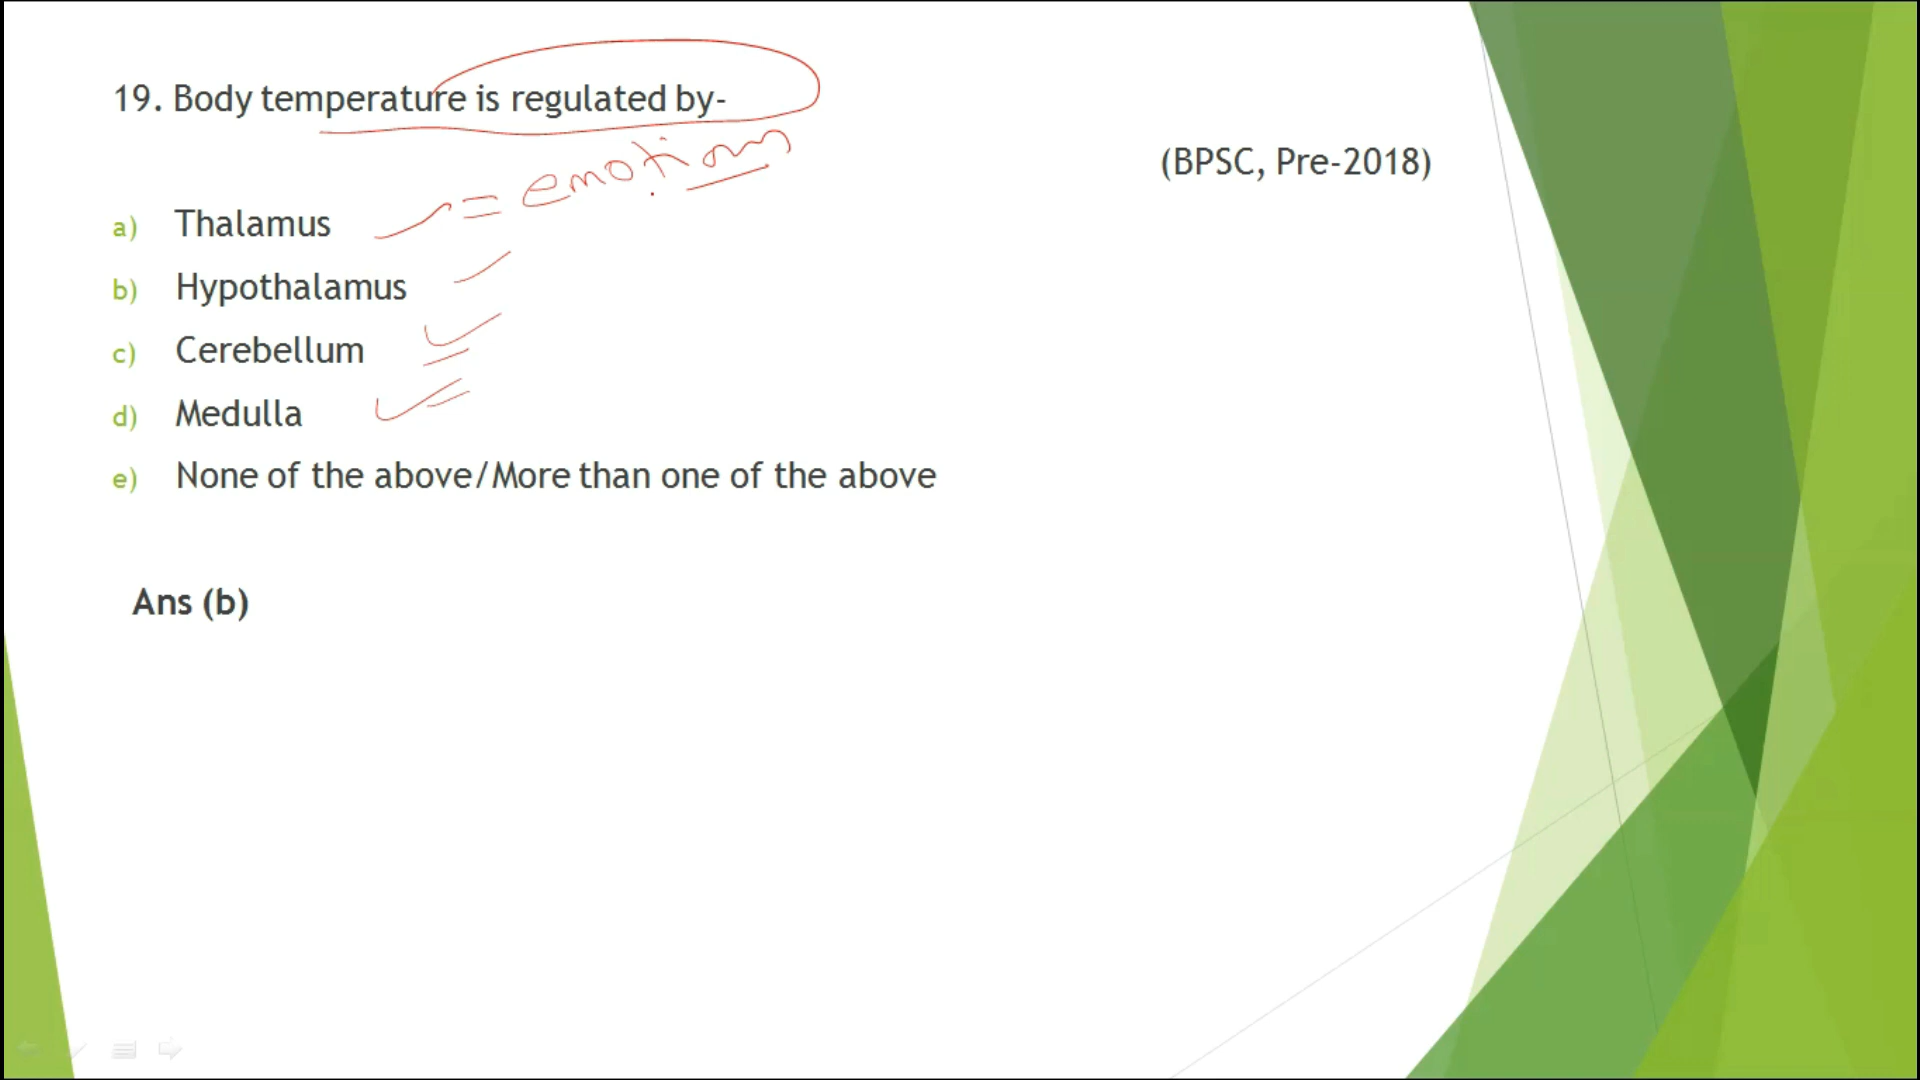 19. Body temperature is regulated by-
= emotions
(BPSC, Pre-2018)
a) Thalamus
b) Hypothalamus
c) Cerebellum
d) Medulla
e) None of the above/More than one of the above
Ans (b)